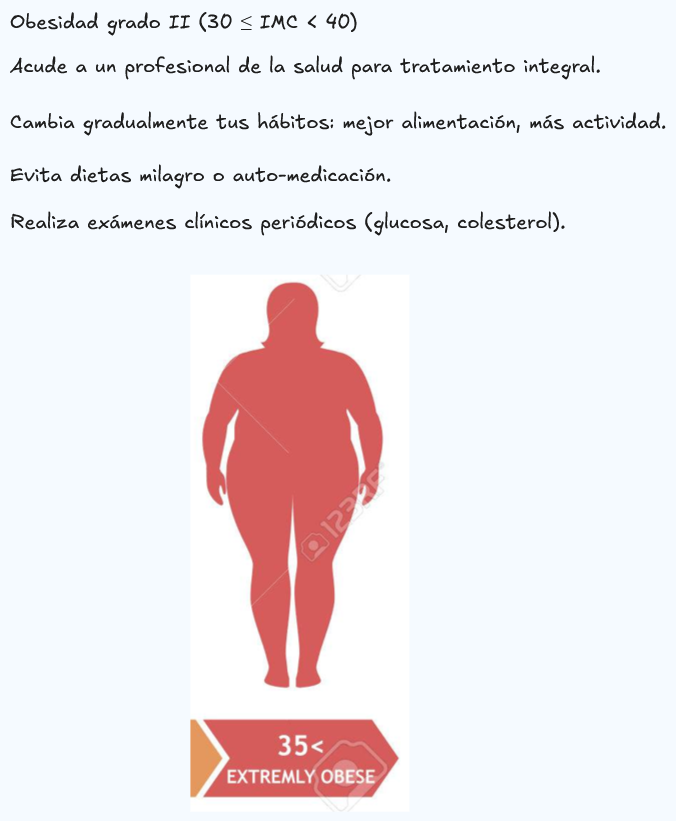 Obesidad grado II (30 ≤ IMC < 40)
Acude a un profesional de la salud para tratamiento integral.
Cambia gradualmente tus hábitos: mejor alimentación, más actividad.
Evita dietas milagro o auto-medicación.
Realiza exámenes clínicos periódicos (glucosa, colesterol).
123RF
35<
EXTREMLY OBESE